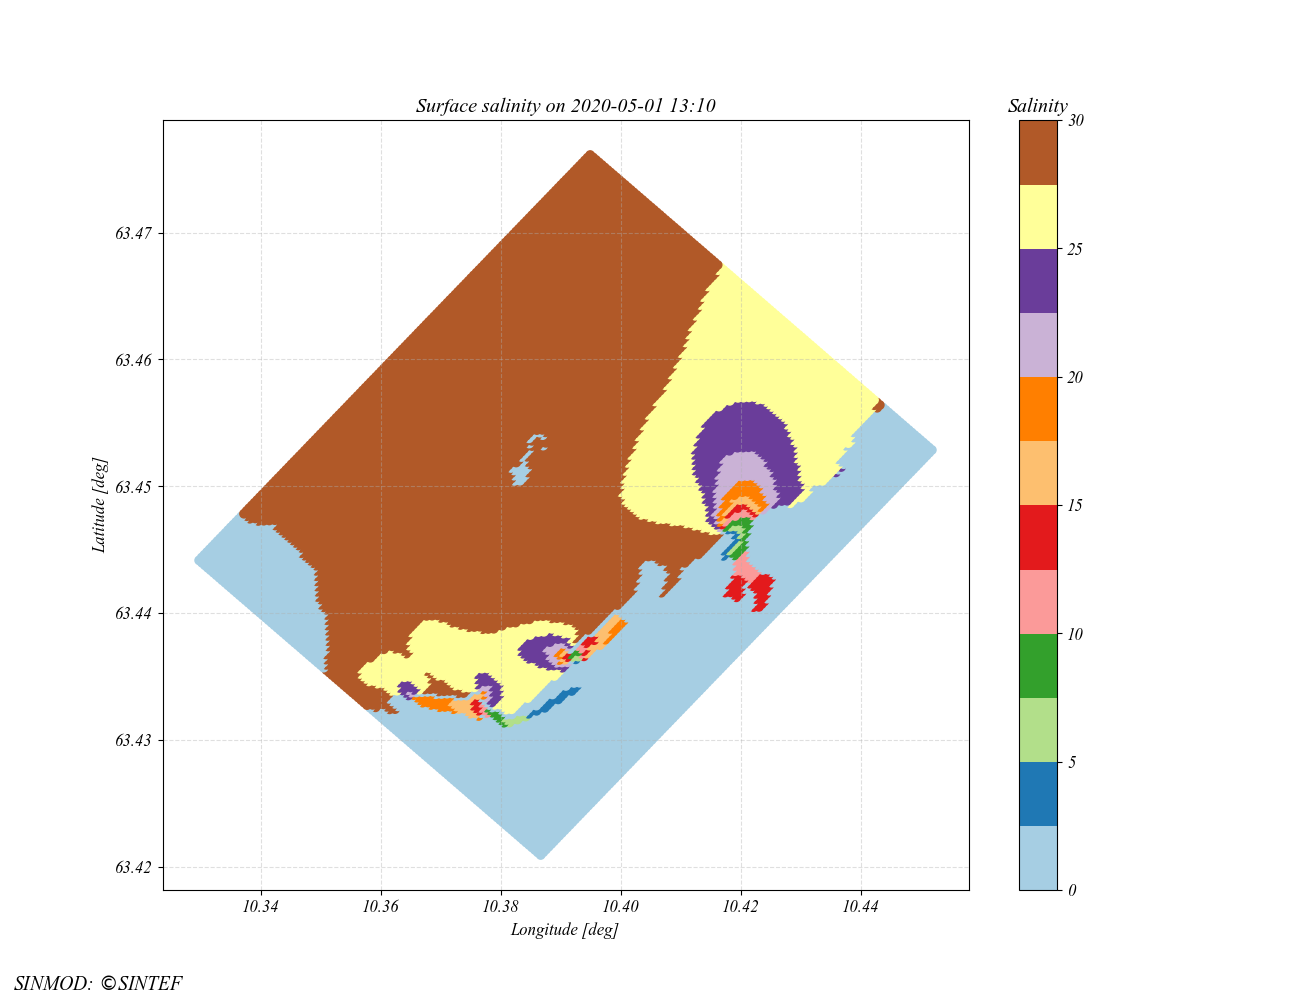 Surface salinity on 2020-05-01 13:10
Salinity
30
25
20
15
10
5
0
63.47
63.46
63.45
63.44
63.43
63.42
Latitude [deg]
10.34 10.36 10.38 10.40 10.42 10.44
Longitude [deg]
SINMOD: ©SINTEF